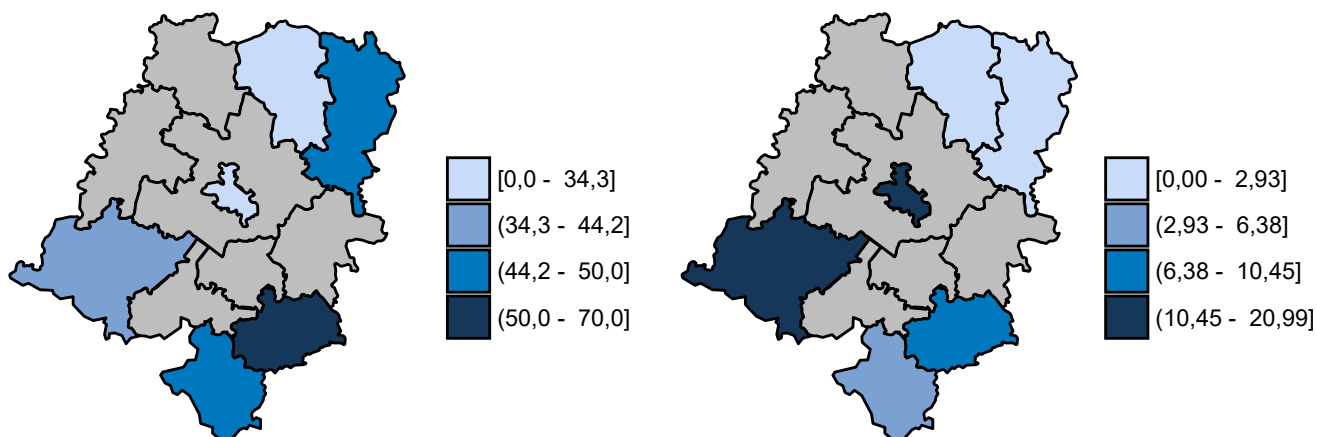 [0,0 - 34,3]
(34,3 - 44,2]
(44,2 - 50,0]
(50,0 - 70,0]
[0,00 - 2,93]
(2,93 - 6,38]
(6,38 - 10,45]
(10,45 - 20,99]